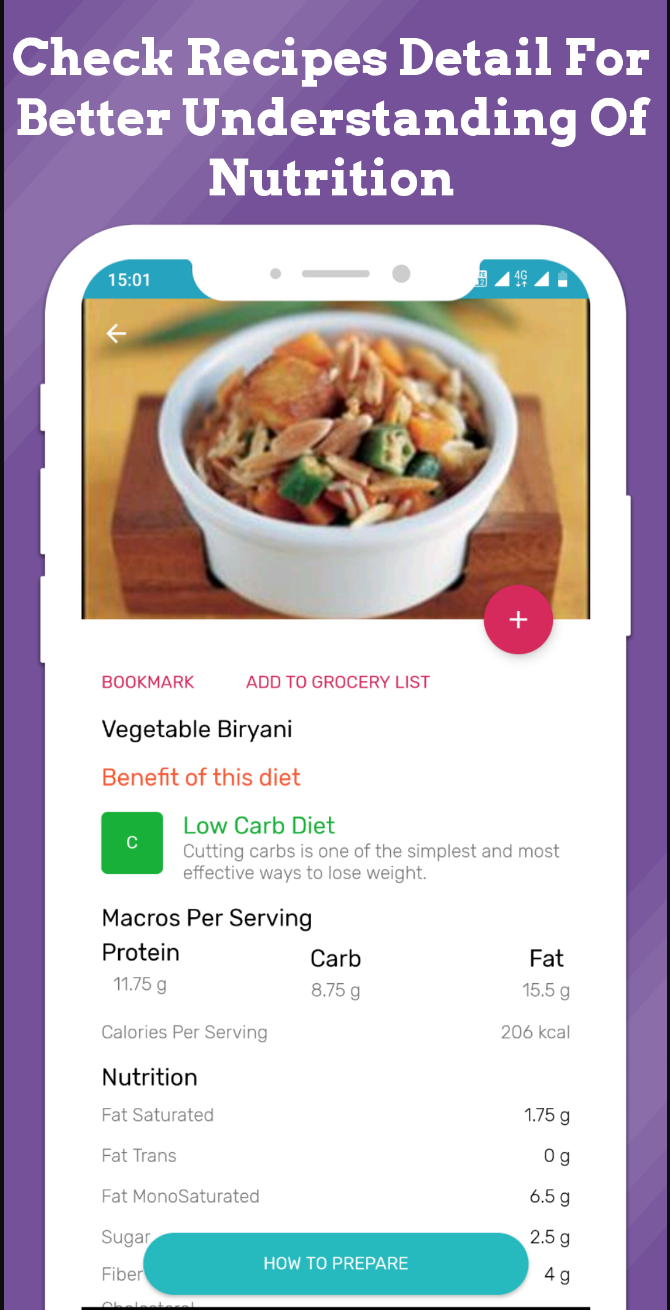 Check Recipes Detail For
Better Understanding Of
Nutrition
15:01
4G
BOOKMARK ADD TO GROCERY LIST
Vegetable Biryani
Benefit of this diet
C
Low Carb Diet
Cutting carbs is one of the simplest and most
effective ways to lose weight.
Macros Per Serving
Protein Carb Fat
11.75 g 8.75 g 15.5 g
Calories Per Serving 206 kcal
Nutrition
Fat Saturated 1.75 g
Fat Trans 0 g
Fat MonoSaturated 6.5 g
Sugar 2.5 g
HOW TO PREPARE
Fiber 4 g